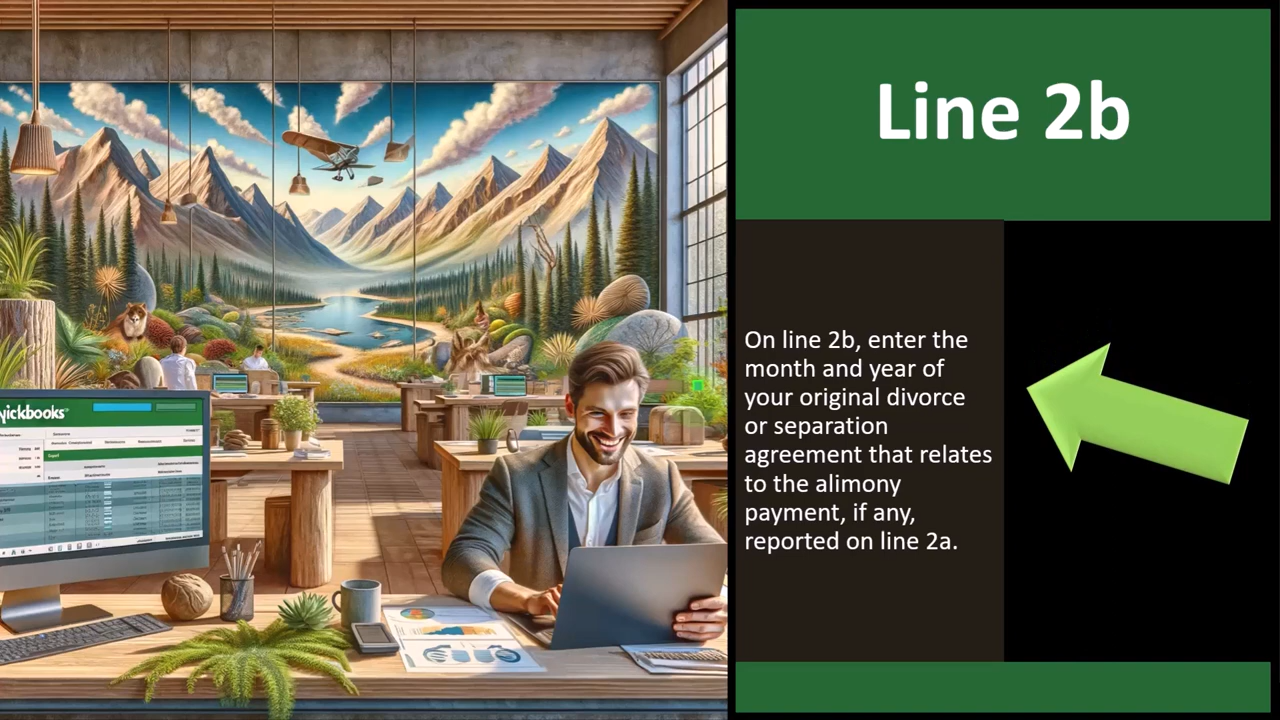 Line 2b
On line 2b, enter the
month and year of
your original divorce
or separation
agreement that relates
to the alimony
payment, if any,
reported on line 2a.